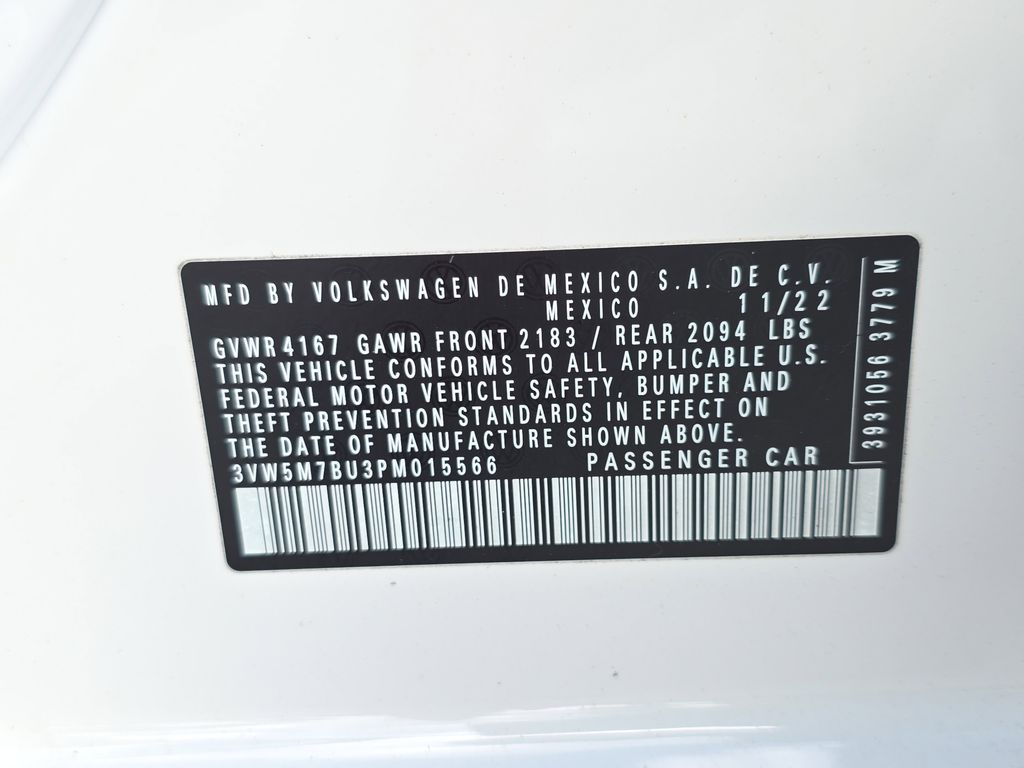 MFD BY VOLKSWAGEN DE MEXICO S.A. DE C.V.
MEXICO 11/22
GVWR 4167 GAWR FRONT 2183 / REAR 2094 LBS
THIS VEHICLE CONFORMS TO ALL APPLICABLE U.S.
FEDERAL MOTOR VEHICLE SAFETY, BUMPER AND
THEFT PREVENTION STANDARDS IN EFFECT ON
THE DATE OF MANUFACTURE SHOWN ABOVE.
3VW5M7BU3PM015566 PASSENGER CAR
3931056 3779 M